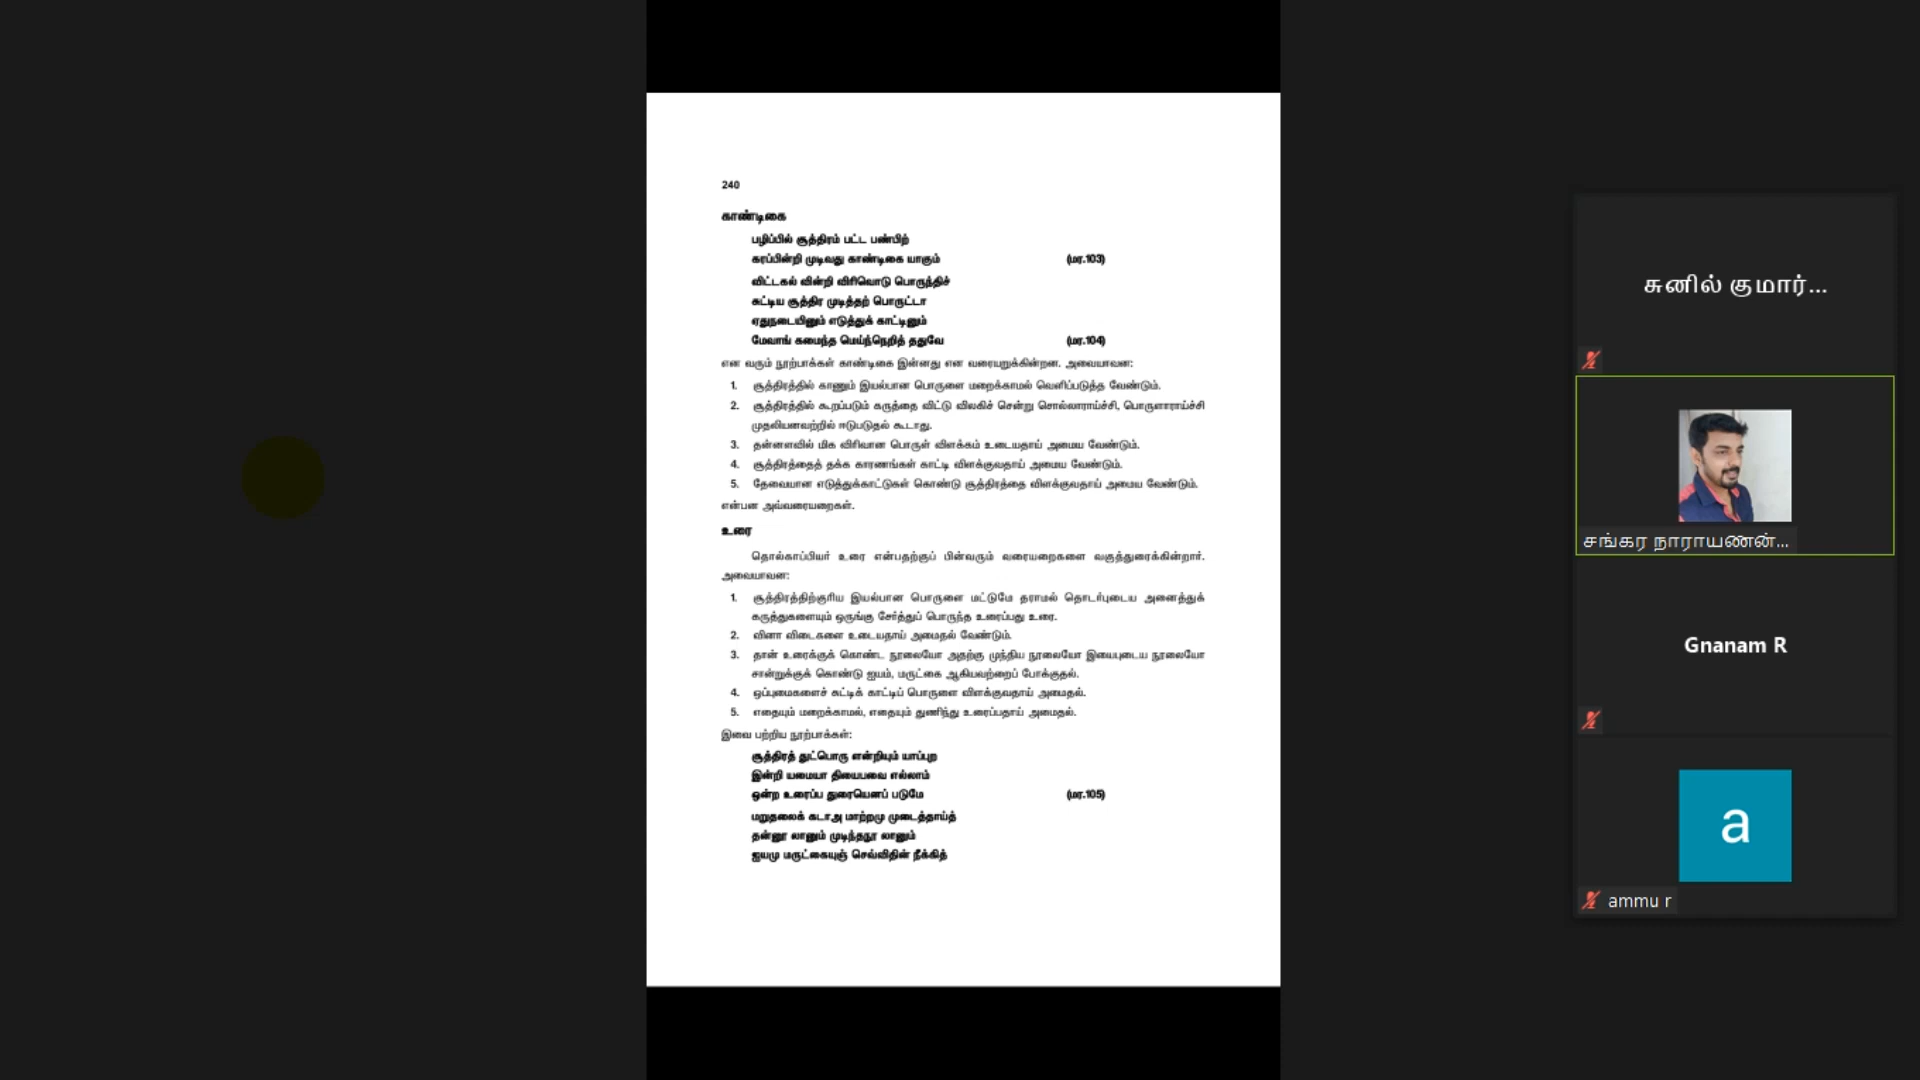 240
காண்டிகை
பழிப்பில் சூத்திரம் பட்ட பண்பிற்
கரப்பின்றி முடிவது காண்டிகை யாகும் (மர.103)
விட்டகல் வின்றி விரிவொடு பொருந்திச்
சுட்டிய சூத்திர முடித்தற் பொருட்டா
ஏதுநடையினும் எடுத்துக் காட்டினும்
மேவாங் கமைந்த மெய்ந்நெறித் ததுவே (மர.104)
என வரும் நூற்பாக்கள் காண்டிகை இன்னது என வரையறுக்கின்றன. அவையாவன:
1. சூத்திரத்தில் காணும் இயல்பான பொருளை மறைக்காமல் வெளிப்படுத்த வேண்டும்.
2. சூத்திரத்தில் கூறப்படும் கருத்தை விட்டு விலகிச் சென்று சொல்லாராய்ச்சி, பொருளாராய்ச்சி
முதலியனவற்றில் ஈடுபடுதல் கூடாது.
3. தன்னளவில் மிக விரிவான பொருள் விளக்கம் உடையதாய் அமைய வேண்டும்.
4. சூத்திரத்தைத் தக்க காரணங்கள் காட்டி விளக்குவதாய் அமைய வேண்டும்.
5. தேவையான எடுத்துக்காட்டுகள் கொண்டு சூத்திரத்தை விளக்குவதாய் அமைய வேண்டும்.
என்பன அவ்வரையறைகள்.
உரை
தொல்காப்பியர் உரை என்பதற்குப் பின்வரும் வரையறைகளை வகுத்துரைக்கின்றார்.
அவையாவன:
1. சூத்திரத்திற்குரிய இயல்பான பொருளை மட்டுமே தராமல் தொடர்புடைய அனைத்துக்
கருத்துகளையும் ஒருங்கு சேர்த்துப் பொருந்த உரைப்பது உரை.
2. வினா விடைகளை உடையதாய் அமைதல் வேண்டும்.
3. தான் உரைக்குக் கொண்ட நூலையோ அதற்கு முந்திய நூலையோ இயைபுடைய நூலையோ
சான்றுக்குக் கொண்டு ஐயம், மருட்கை ஆகியவற்றைப் போக்குதல்.
4. ஒப்புமைகளைச் சுட்டிக் காட்டிப் பொருளை விளக்குவதாய் அமைதல்.
5. எதையும் மறைக்காமல், எதையும் துணிந்து உரைப்பதாய் அமைதல்.
இவை பற்றிய நூற்பாக்கள்:
சூத்திரத் துட்பொரு ளன்றியும் யாப்புற
இன்றி யமையா தியைபவை எல்லாம்
ஒன்ற உரைப்ப துரையெனப் படுமே (மர.105)
மறுதலைக் கடாஅ மாற்றமு முடைத்தாய்த்
தன்னூ லானும் முடிந்தநூ லானும்
ஐயமு மருட்கையுஞ் செவ்விதின் நீக்கித்
சுனில் குமார்...
சங்கர நாராயணன்...
Gnanam R
a
ammu r